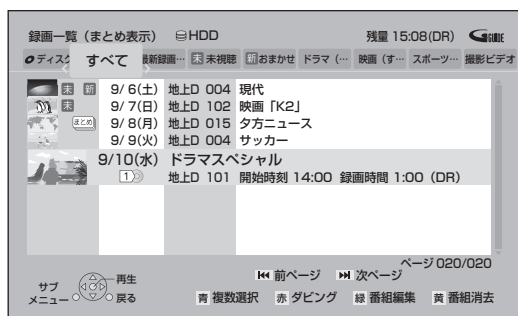 録画一覧（まとめ表示） HDD 残量 15:08(DR) G GUIDE
ディスク すべて 最新録画… 未 未視聴 新 おまかせ ドラマ（… 映画（す… スポーツ… 撮影ビデオ
未 新 9/ 6(土) 地上D 004 現代
未 9/ 7(日) 地上D 102 映画「K2」
まとめ 9/ 8(月) 地上D 015 夕方ニュース
9/ 9(火) 地上D 004 サッカー
9/10(水) ドラマスペシャル
1 地上D 101 開始時刻 14:00 録画時間 1:00（DR）
ページ 020/020
前ページ 次ページ
サブメニュー 再生 戻る
青 複数選択 赤 ダビング 緑 番組編集 黄 番組消去